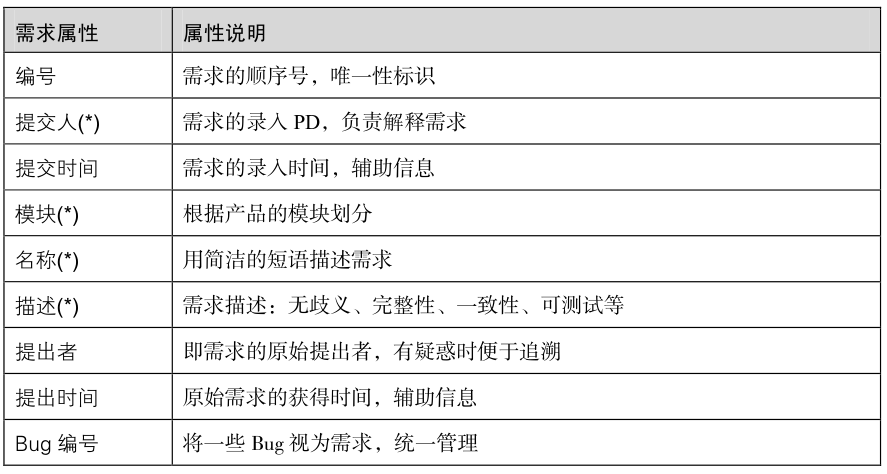 需求属性 属性说明
编号 需求的顺序号，唯一性标识
提交人(*) 需求的录入 PD，负责解释需求
提交时间 需求的录入时间，辅助信息
模块(*) 根据产品的模块划分
名称(*) 用简洁的短语描述需求
描述(*) 需求描述：无歧义、完整性、一致性、可测试等
提出者 即需求的原始提出者，有疑惑时便于追溯
提出时间 原始需求的获得时间，辅助信息
Bug 编号 将一些 Bug 视为需求，统一管理